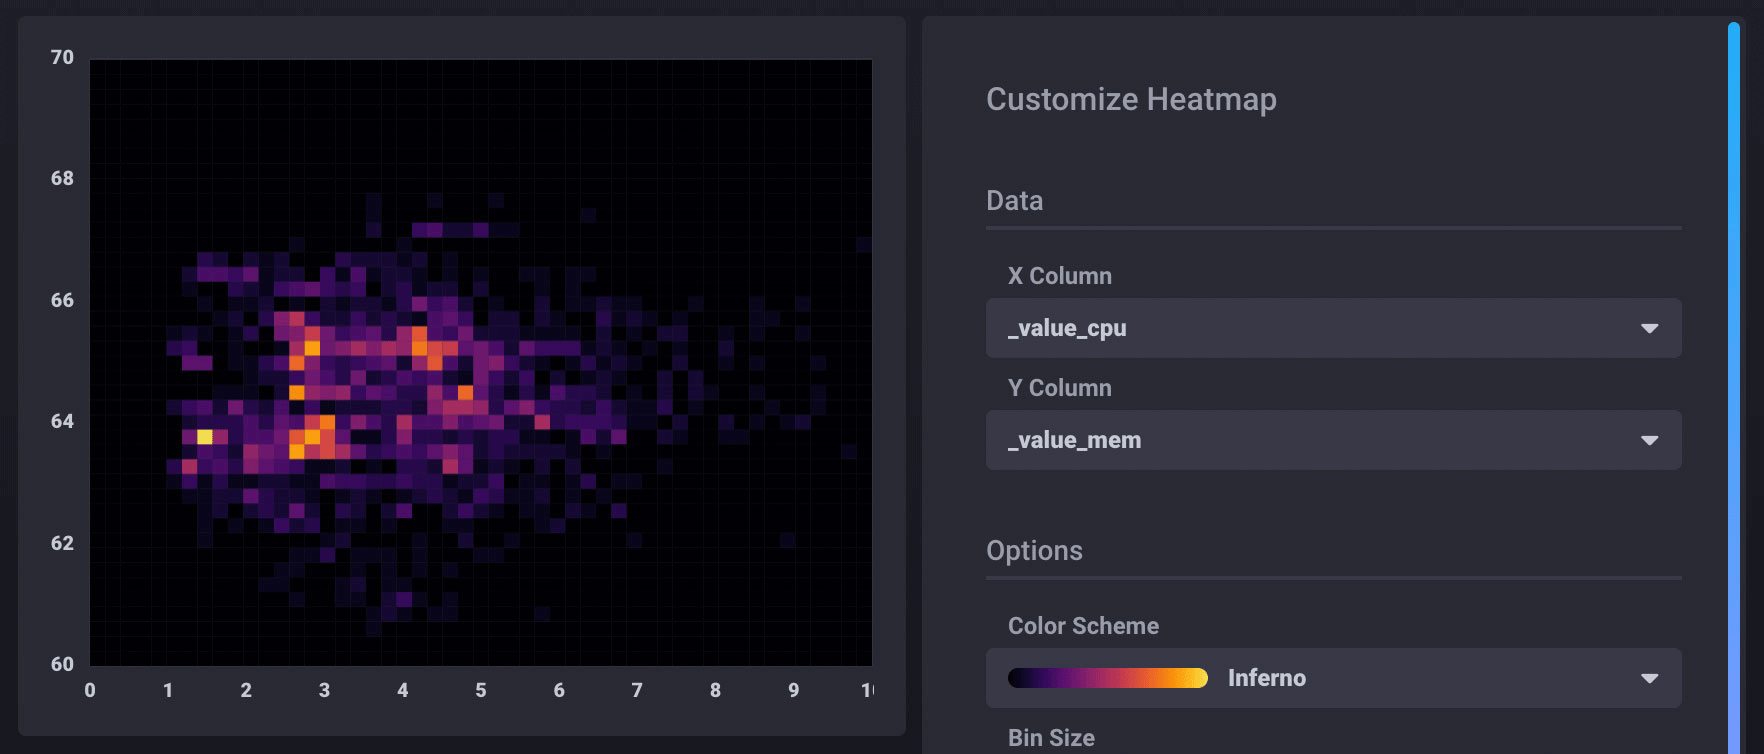 70
68
66
64
62
60
0 1 2 3 4 5 6 7 8 9
Customize Heatmap
Data
X Column
_value_cpu
Y Column
_value_mem
Options
Color Scheme
Inferno
Bin Size